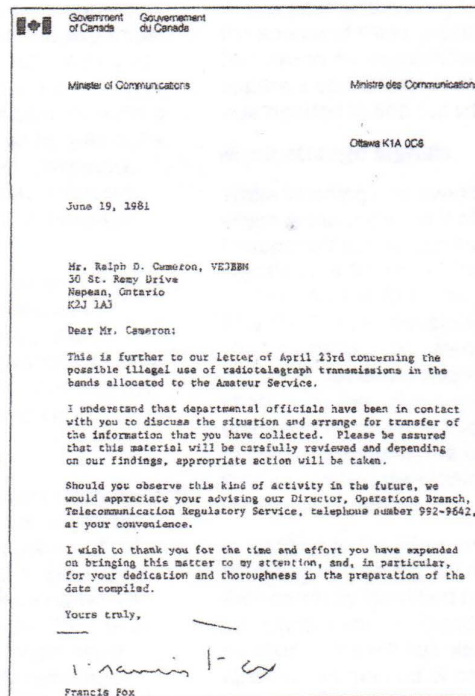 Government Gouvernement
of Canada du Canada
Minister of Communications Ministre des Communication
Ottawa K1A 0C8
June 19, 1981
Mr. Ralph D. Cameron, VE3BBM
30 St. Remy Drive
Nepean, Ontario
K2J 1A3
Dear Mr. Cameron:
This is further to our Letter of April 23rd concerning the
possible illegal use of radiotelegraph transmissions in the
bands allocated to the Amateur Service.
I understand that departmental officials have been in contact
with you to discuss the situation and arrange for transfer of
the information that you have collected. Please be assured
that this material will be carefully reviewed and depending
on our findings, appropriate action will be taken.
Should you observe this kind of activity in the future, we
would appreciate your advising our Director, Operations Branch,
Telecommunication Regulatory Service, telephone number 992-9642,
at your convenience.
I wish to thank you for the time and effort you have expended
on bringing this matter to my attention, and, in particular,
for your dedication and thoroughness in the preparation of the
data compiled.
Yours truly,
Francis Fox
Francis Fox